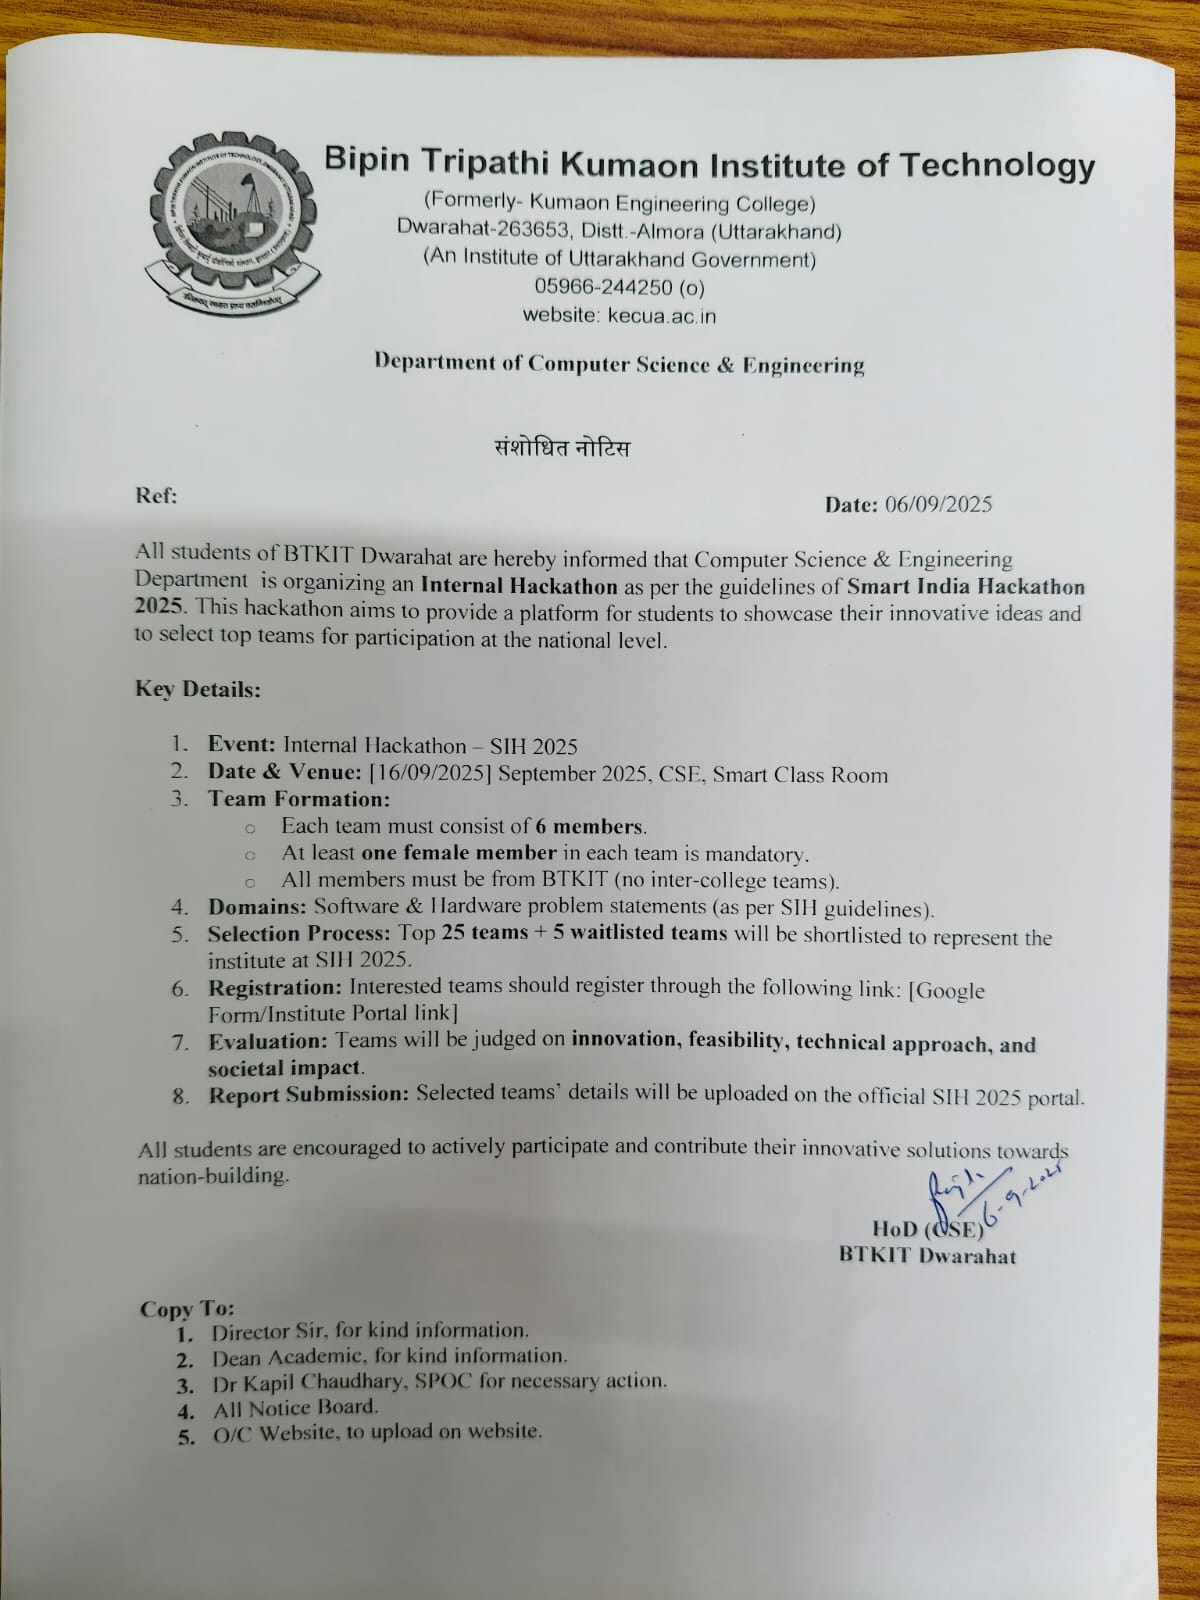 Bipin Tripathi Kumaon Institute of Technology
(Formerly- Kumaon Engineering College)
Dwarahat-263653, Distt.-Almora (Uttarakhand)
(An Institute of Uttarakhand Government)
05966-244250 (o)
website: kecua.ac.in
Department of Computer Science & Engineering
संशोधित नोटिस
Ref:
Date: 06/09/2025
All students of BTKIT Dwarahat are hereby informed that Computer Science & Engineering
Department is organizing an Internal Hackathon as per the guidelines of Smart India Hackathon
2025. This hackathon aims to provide a platform for students to showcase their innovative ideas and
to select top teams for participation at the national level.
Key Details:
1. Event: Internal Hackathon – SIH 2025
2. Date & Venue: [16/09/2025] September 2025, CSE, Smart Class Room
3. Team Formation:
○ Each team must consist of 6 members.
○ At least one female member in each team is mandatory.
○ All members must be from BTKIT (no inter-college teams).
4. Domains: Software & Hardware problem statements (as per SIH guidelines).
5. Selection Process: Top 25 teams + 5 waitlisted teams will be shortlisted to represent the
institute at SIH 2025.
6. Registration: Interested teams should register through the following link: [Google
Form/Institute Portal link]
7. Evaluation: Teams will be judged on innovation, feasibility, technical approach, and
societal impact.
8. Report Submission: Selected teams' details will be uploaded on the official SIH 2025 portal.
All students are encouraged to actively participate and contribute their innovative solutions towards
nation-building.
6-9-2025
HoD (CSE)
BTKIT Dwarahat
Copy To:
1. Director Sir, for kind information.
2. Dean Academic, for kind information.
3. Dr Kapil Chaudhary, SPOC for necessary action.
4. All Notice Board.
5. O/C Website, to upload on website.